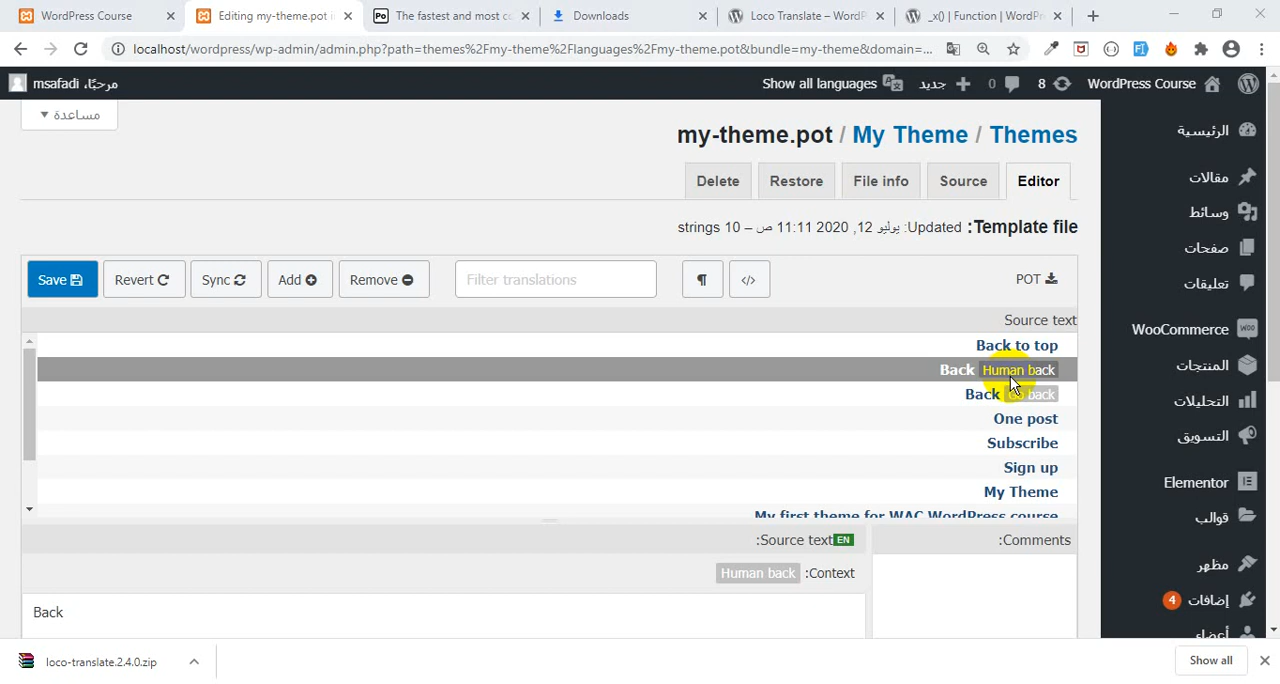 WordPress Course
Editing my-theme.pot i
The fastest and most c
Downloads
Loco Translate – WordP
_x() | Function | WordPre
localhost/wordpress/wp-admin/admin.php?path=themes%2Fmy-theme%2Flanguages%2Fmy-theme.pot&bundle=my-theme&domain=...
مرحبًا، msafadi
Show all languages
جديد
0
8
WordPress Course
مساعدة
my-theme.pot / My Theme / Themes
Delete
Restore
File info
Source
Editor
Template file: Updated: يوليو 12, 2020 11:11 ص – 10 strings
Save
Revert
Sync
Add
Remove
Filter translations
¶
</>
POT
Source text
Back to top
Back Human back
Back Go back
One post
Subscribe
Sign up
My Theme
My first theme for WAC WordPress course
Source text: EN
Comments:
Human back Context:
Back
الرئيسية
مقالات
وسائط
صفحات
تعليقات
WooCommerce
المنتجات
التحليلات
التسويق
Elementor
قوالب
مظهر
إضافات 4
أعضاء
loco-translate.2.4.0.zip
Show all